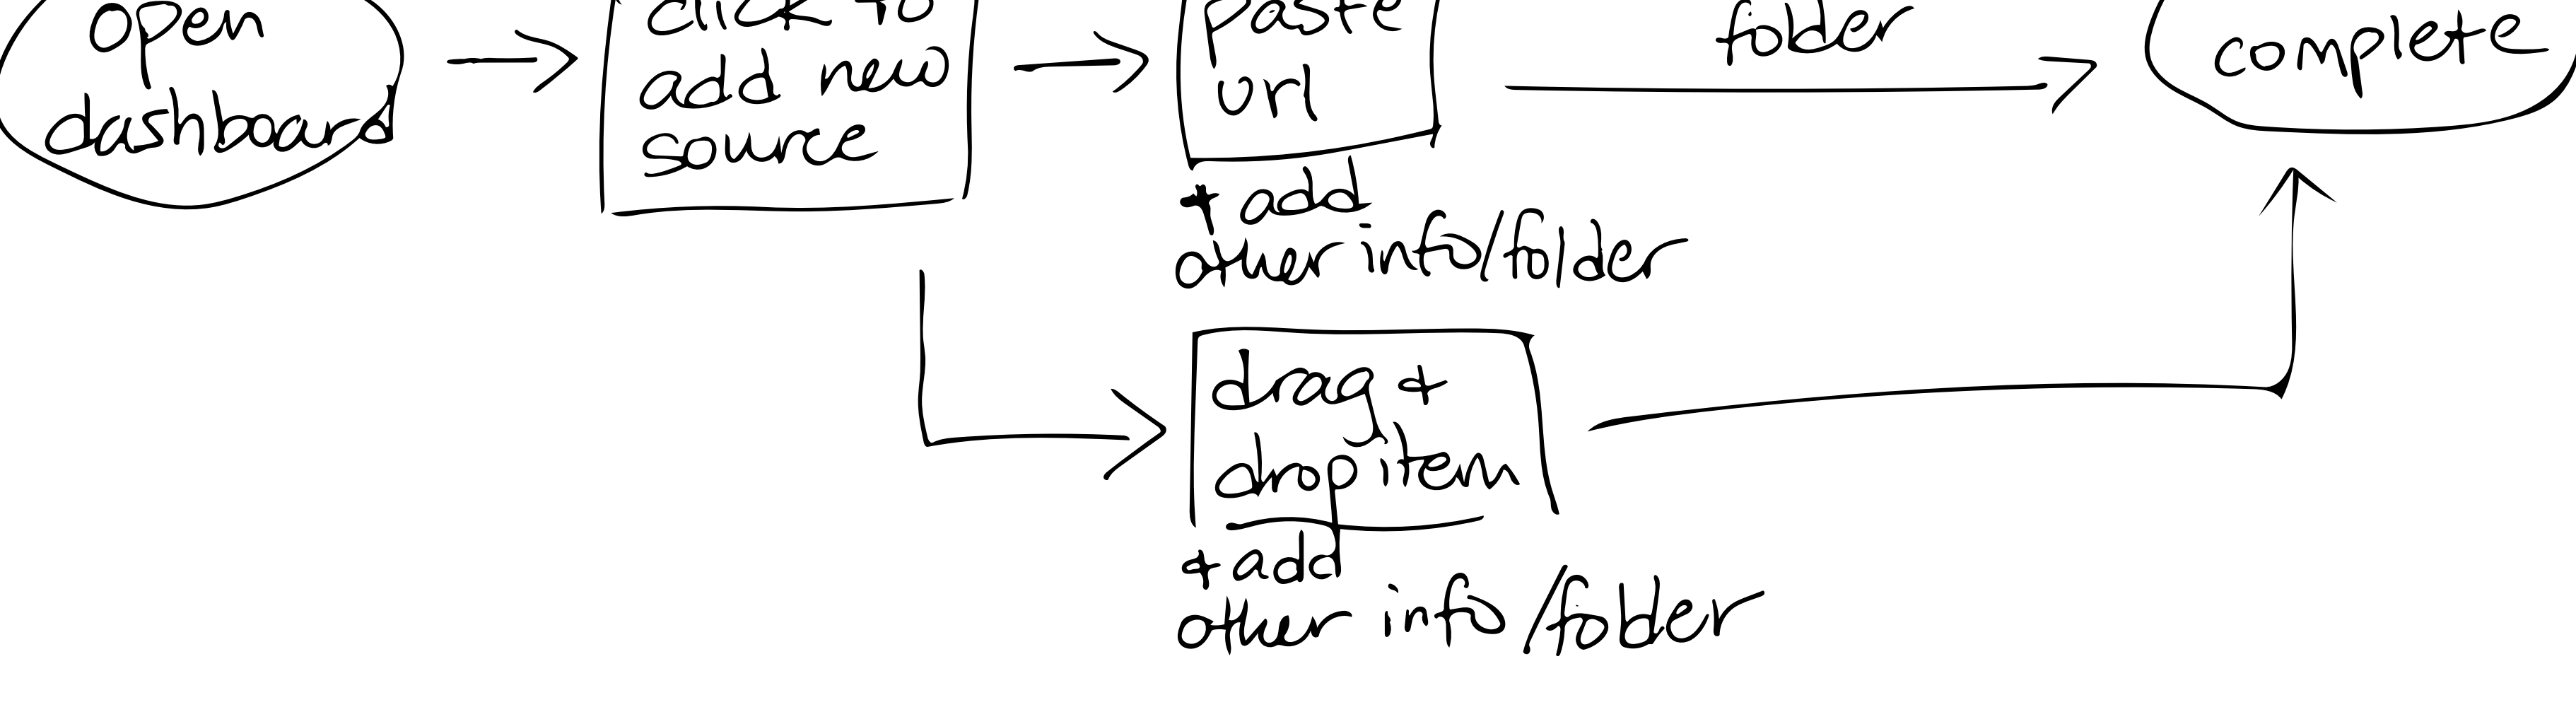 open
dashboard
click to
add new
source
paste
url
+ add
other info/folder
folder
complete
drag +
drop item
+ add
other info/folder